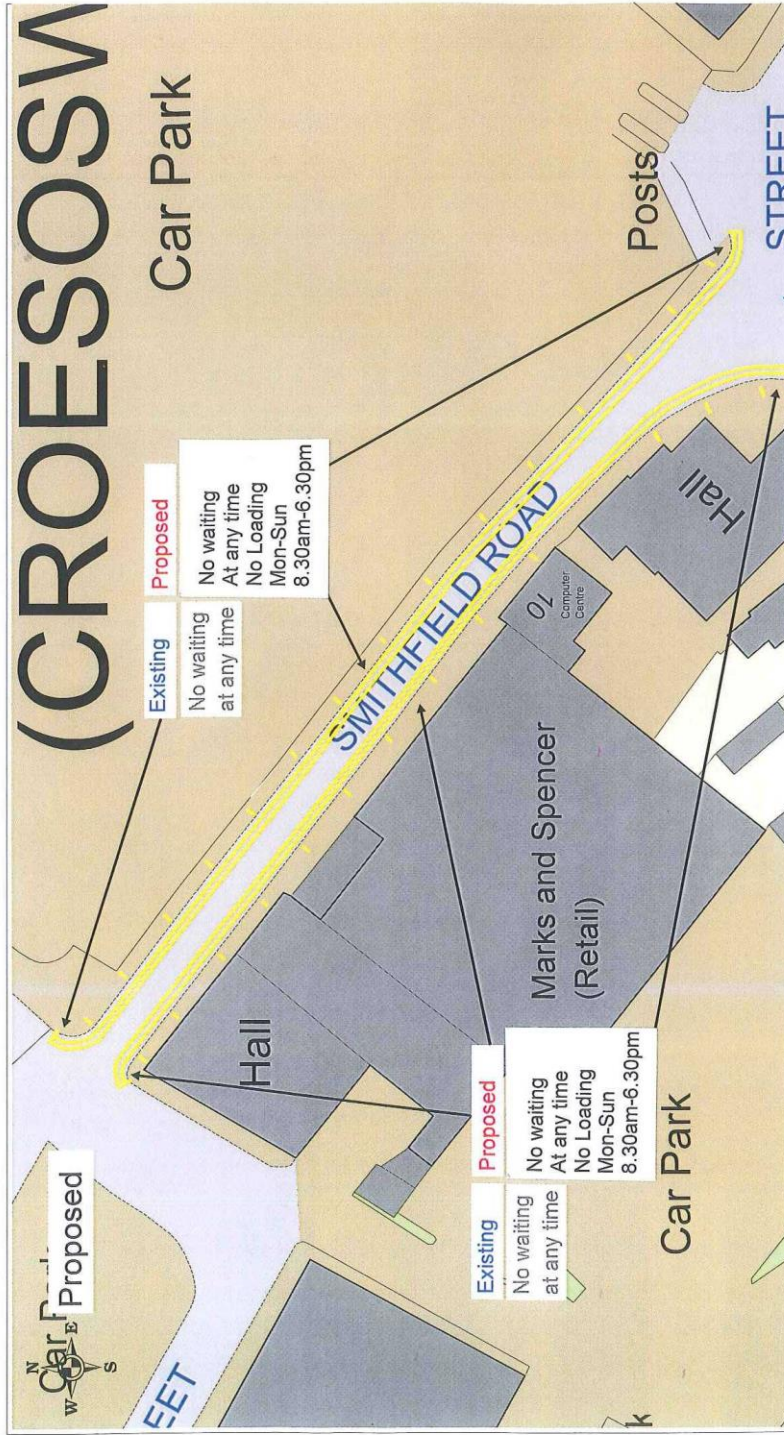 (CROESOSW
Car Park
Existing
Proposed
No waiting
at any time
No waiting
At any time
No Loading
Mon-Sun
8.30am-6.30pm
Posts
STREET
SMITHFIELD ROAD
Hall
70
Computer
Centre
Marks and Spencer
(Retail)
Hall
Existing
Proposed
No waiting
at any time
No waiting
At any time
No Loading
Mon-Sun
8.30am-6.30pm
Car Park
Proposed
Car
N
W
E
S
EET
k